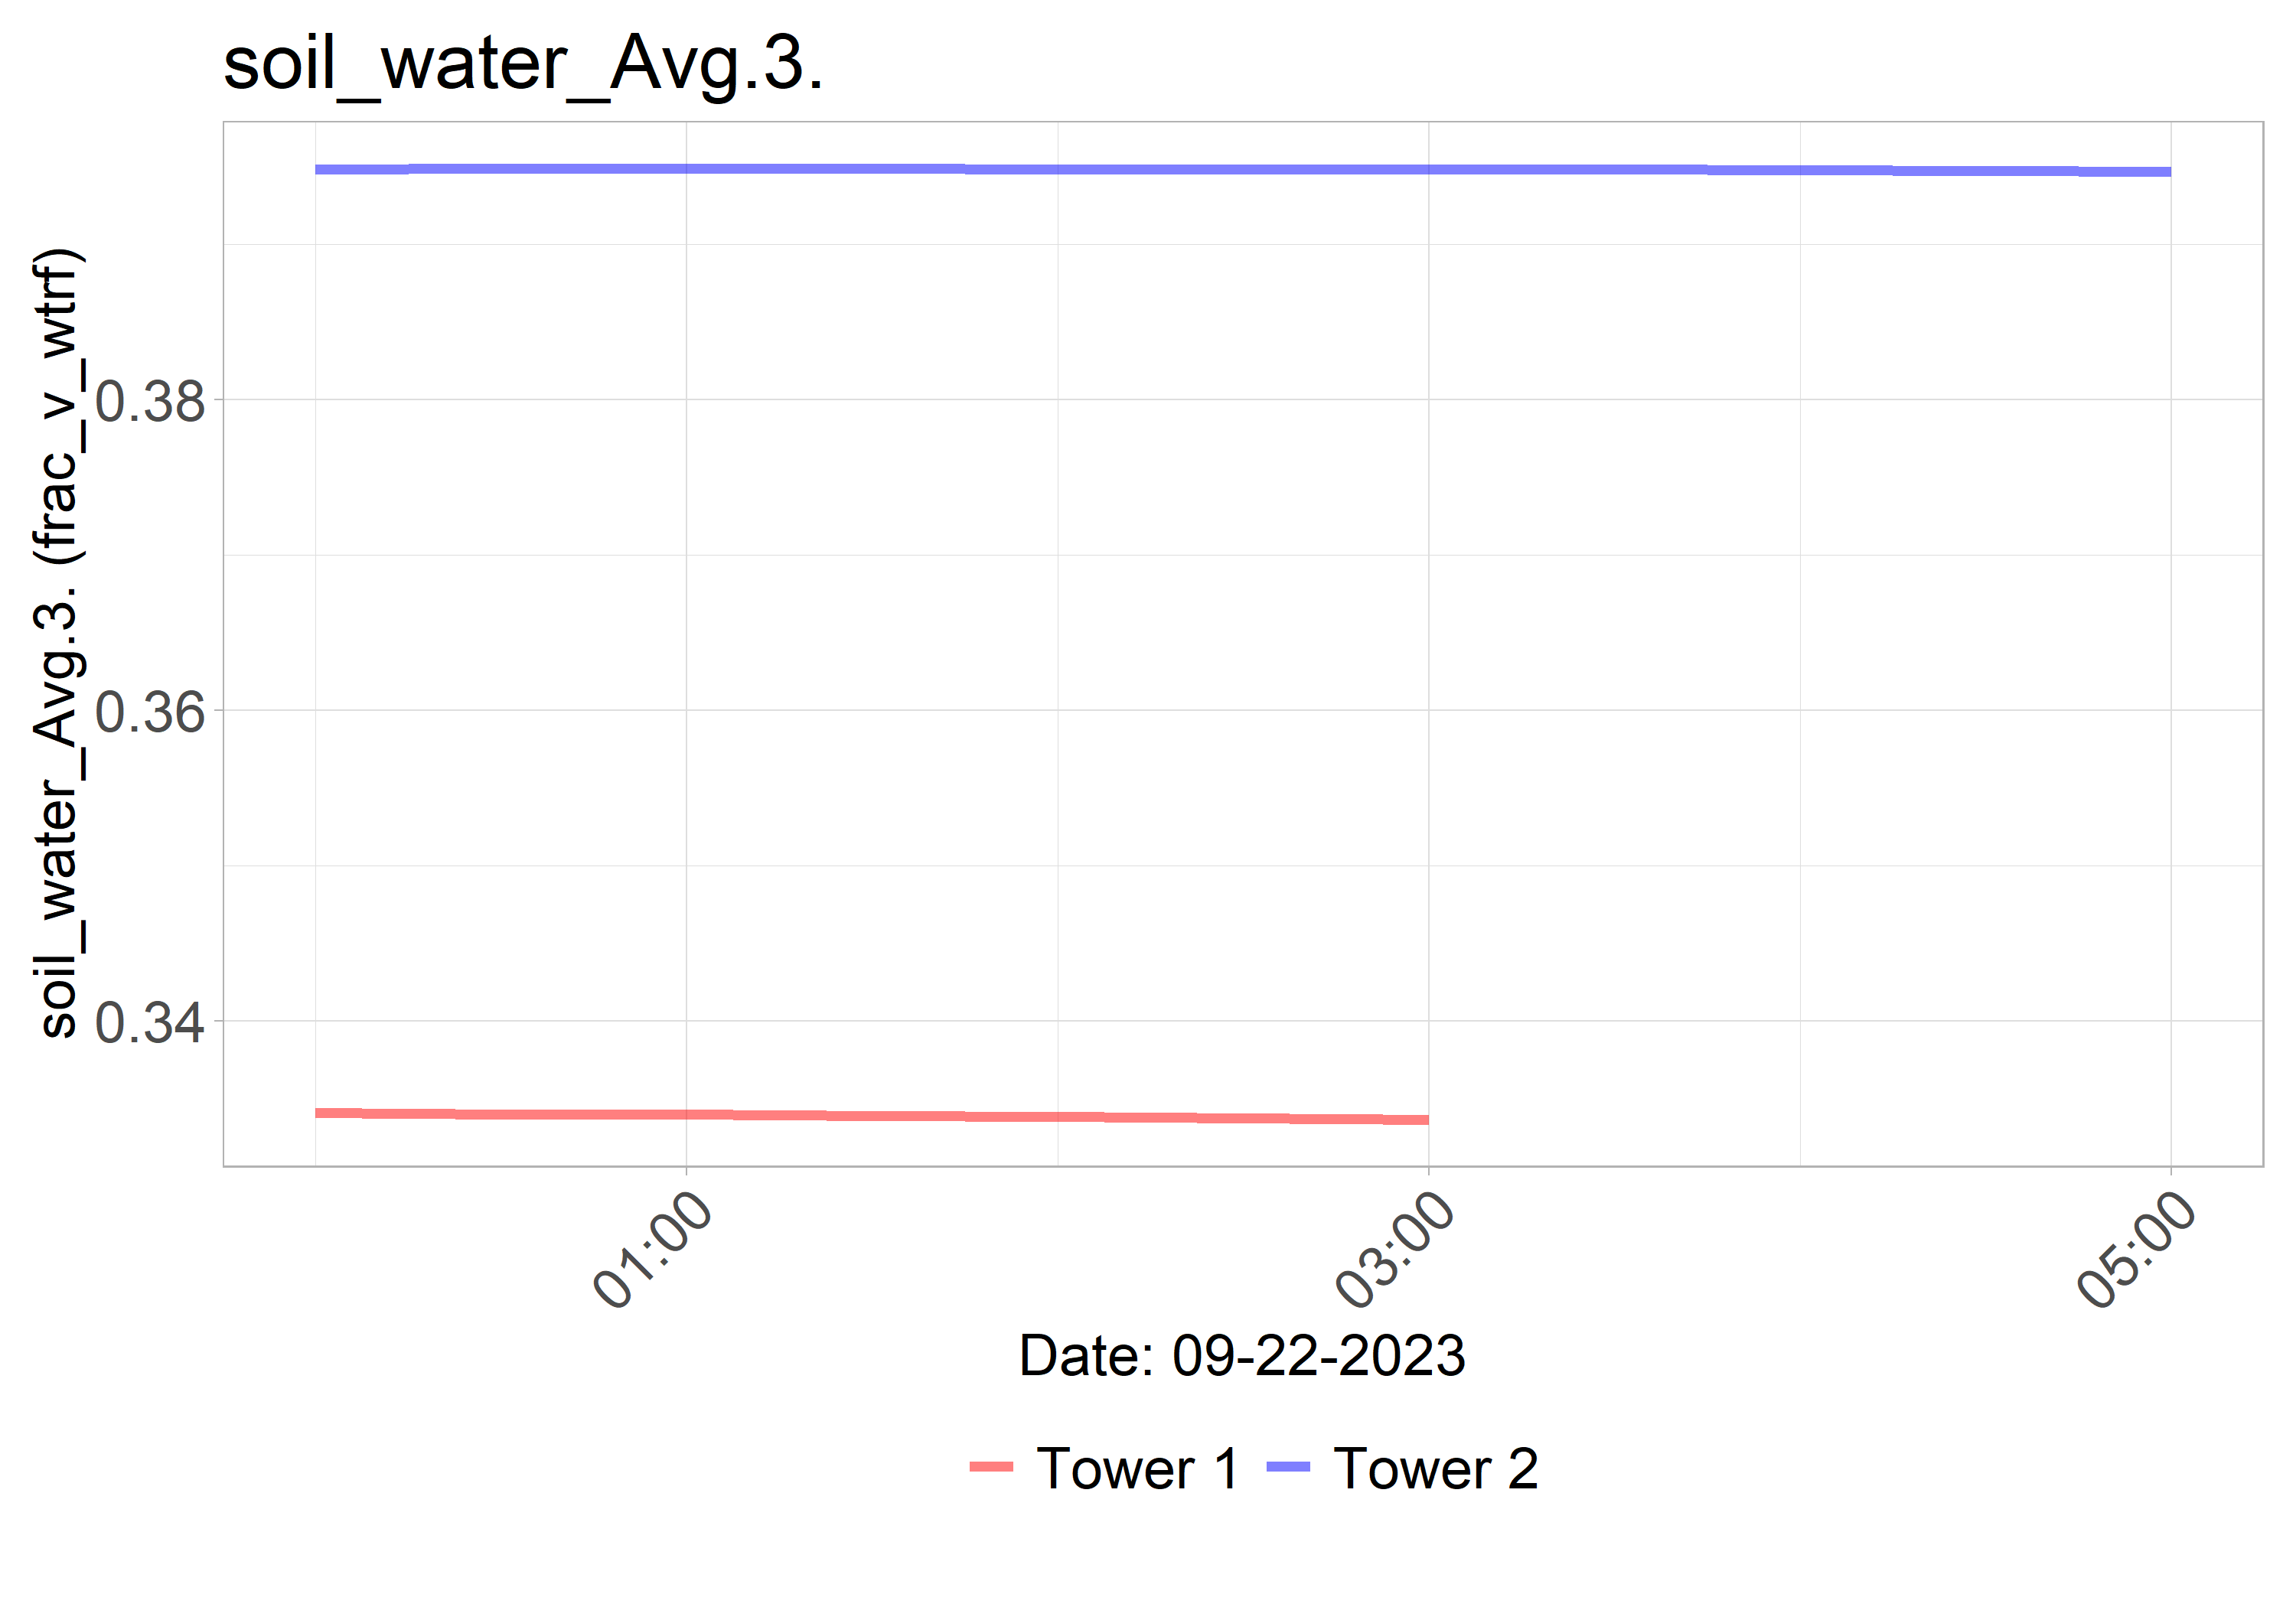 soil_water_Avg.3.
soil_water_Avg.3. (frac_v_wtrf)
0.38
0.36
0.34
01:00
03:00
05:00
Date: 09-22-2023
Tower 1
Tower 2